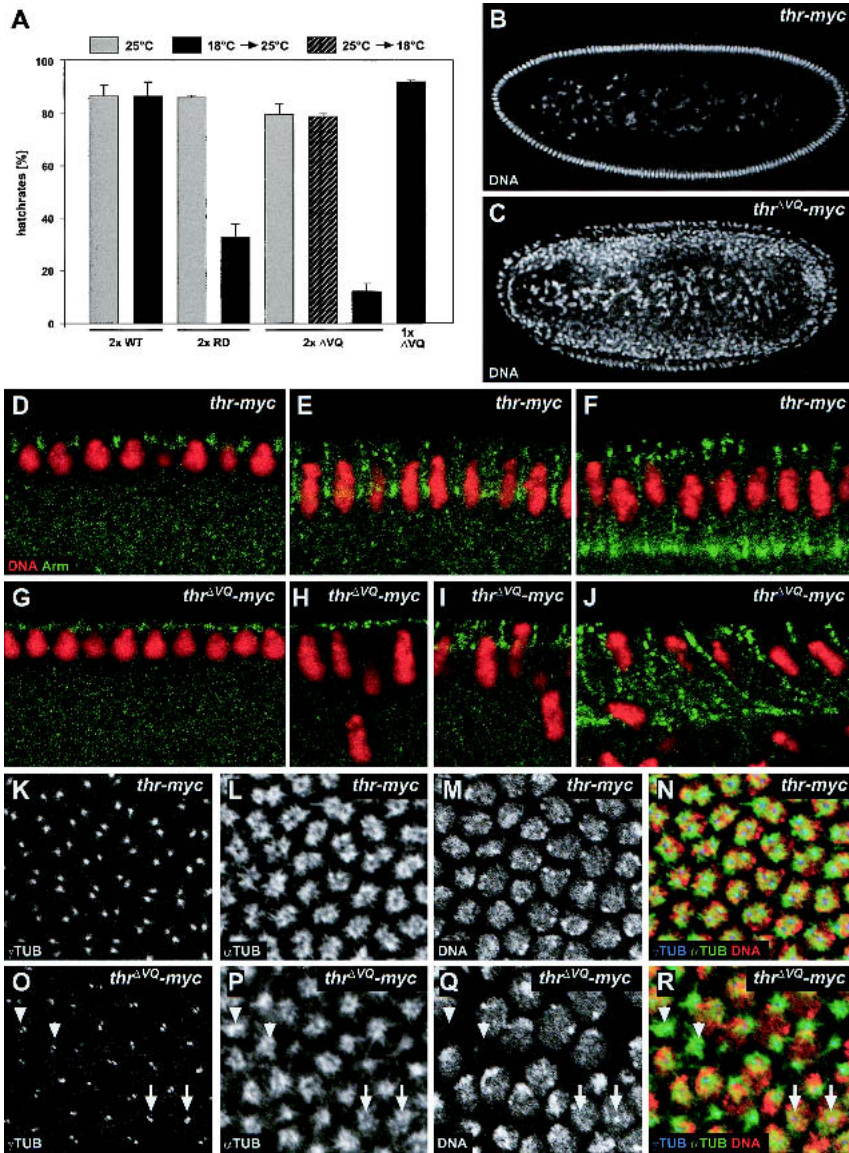 A
25°C
18°C → 25°C
25°C → 18°C
hatchrates [%]
100
80
60
40
20
0
2x WT
2x RD
2x ΔVQ
1x ΔVQ
B
thr-myc
DNA
C
thrΔVQ-myc
DNA
D
thr-myc
DNA Arm
E
thr-myc
F
thr-myc
G
thrΔVQ-myc
H
thrΔVQ-myc
I
thrΔVQ-myc
J
thrΔVQ-myc
K
thr-myc
γTUB
L
thr-myc
αTUB
M
thr-myc
DNA
N
thr-myc
γTUB αTUB DNA
O
thrΔVQ-myc
γTUB
P
thrΔVQ-myc
αTUB
Q
thrΔVQ-myc
DNA
R
thrΔVQ-myc
γTUB αTUB DNA